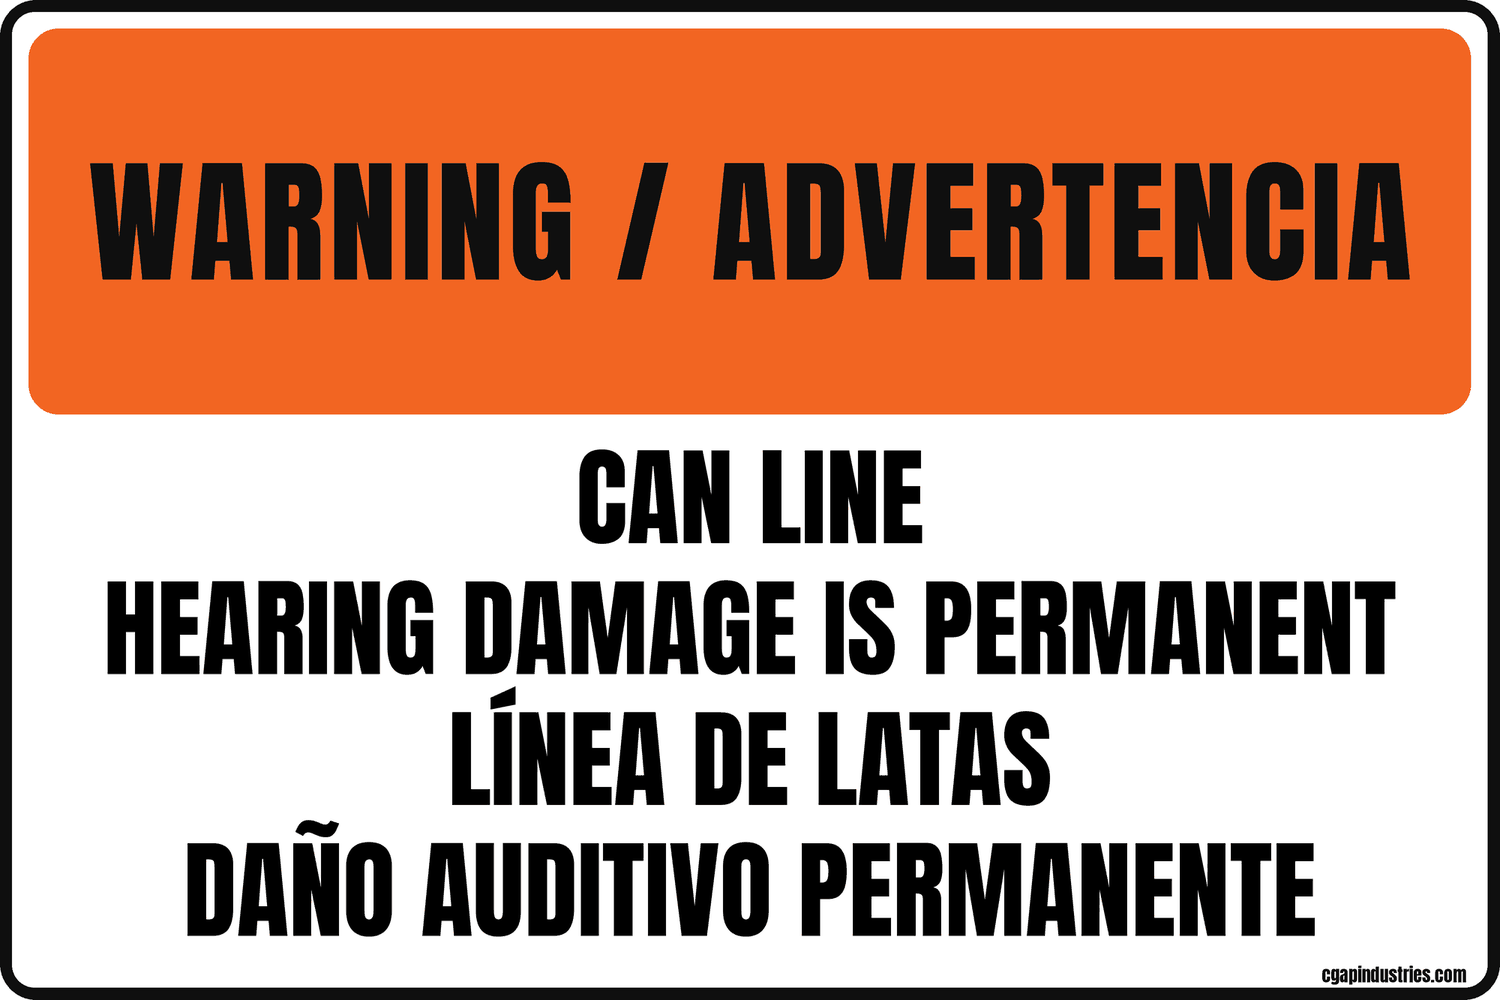 WARNING / ADVERTENCIA
CAN LINE
HEARING DAMAGE IS PERMANENT
LÍNEA DE LATAS
DAÑO AUDITIVO PERMANENTE
cgapindustries.com